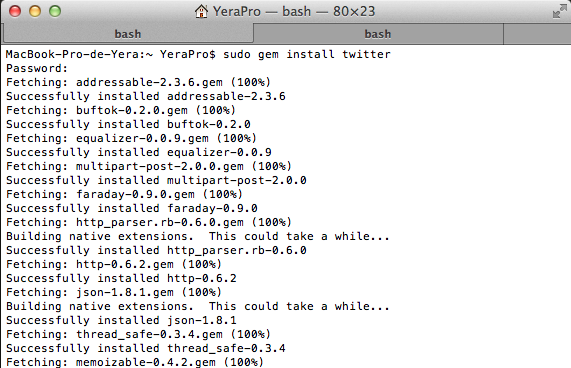 YeraPro — bash — 80×23
bash bash
MacBook-Pro-de-Yera:~ YeraPro$ sudo gem install twitter
Password:
Fetching: addressable-2.3.6.gem (100%)
Successfully installed addressable-2.3.6
Fetching: buftok-0.2.0.gem (100%)
Successfully installed buftok-0.2.0
Fetching: equalizer-0.0.9.gem (100%)
Successfully installed equalizer-0.0.9
Fetching: multipart-post-2.0.0.gem (100%)
Successfully installed multipart-post-2.0.0
Fetching: faraday-0.9.0.gem (100%)
Successfully installed faraday-0.9.0
Fetching: http_parser.rb-0.6.0.gem (100%)
Building native extensions.  This could take a while...
Successfully installed http_parser.rb-0.6.0
Fetching: http-0.6.2.gem (100%)
Successfully installed http-0.6.2
Fetching: json-1.8.1.gem (100%)
Building native extensions.  This could take a while...
Successfully installed json-1.8.1
Fetching: thread_safe-0.3.4.gem (100%)
Successfully installed thread_safe-0.3.4
Fetching: memoizable-0.4.2.gem (100%)